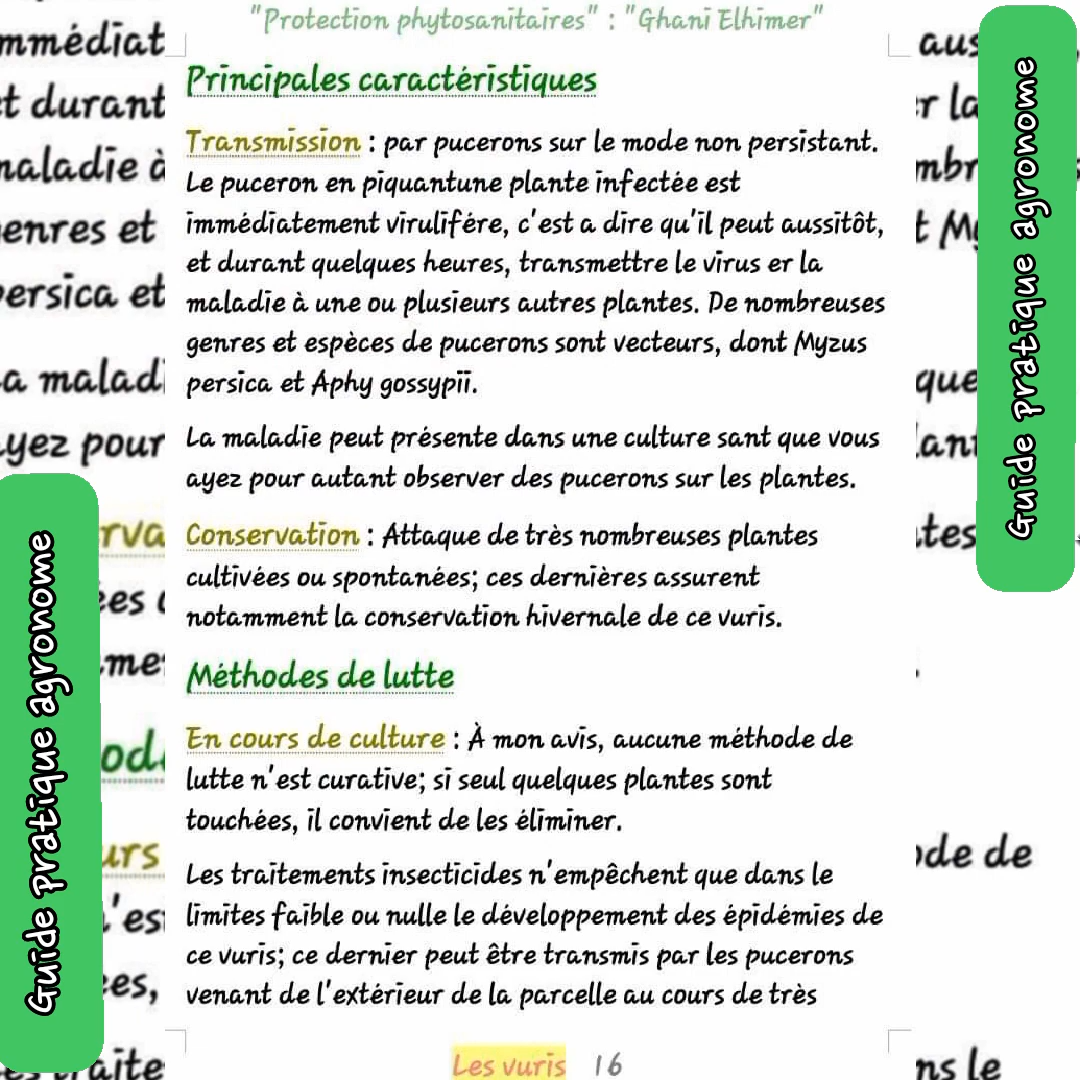 "Protection phytosanitaires" : "Ghani Elhimer"
Principales caractéristiques
Transmission : par pucerons sur le mode non persistant.
Le puceron en piquantune plante infectée est
immédiatement virulifére, c'est a dire qu'il peut aussitôt,
et durant quelques heures, transmettre le virus er la
maladie à une ou plusieurs autres plantes. De nombreuses
genres et espèces de pucerons sont vecteurs, dont Myzus
persica et Aphy gossypii.
La maladie peut présente dans une culture sant que vous
ayez pour autant observer des pucerons sur les plantes.
Conservation : Attaque de très nombreuses plantes
cultivées ou spontanées; ces dernières assurent
notamment la conservation hivernale de ce vuris.
Méthodes de lutte
En cours de culture : À mon avis, aucune méthode de
lutte n'est curative; si seul quelques plantes sont
touchées, il convient de les éliminer.
Les traitements insecticides n'empêchent que dans le
limites faible ou nulle le développement des épidémies de
ce vuris; ce dernier peut être transmis par les pucerons
venant de l'extérieur de la parcelle au cours de très
Les vuris 16
Guide pratique agronome
Guide pratique agronome